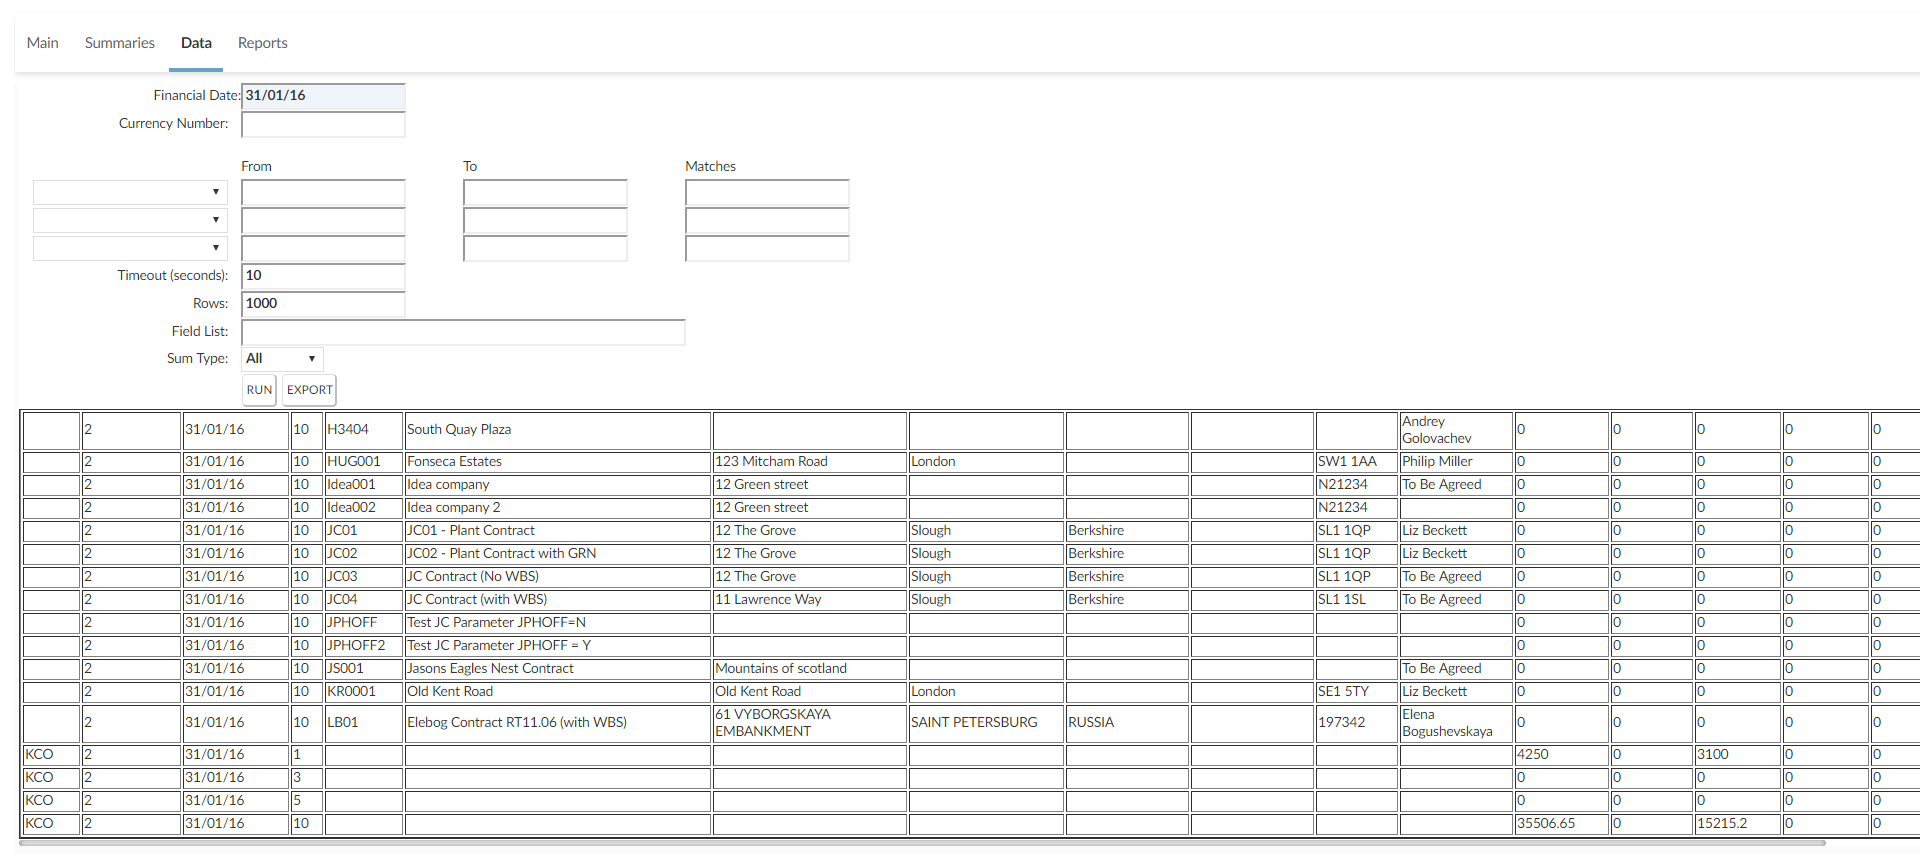 Main Summaries Data Reports
Financial Date: 31/01/16
Currency Number:
From To Matches
Timeout (seconds): 10
Rows: 1000
Field List:
Sum Type: All
RUN EXPORT
2 31/01/16 10 H3404 South Quay Plaza Andrey Golovachev 0 0 0 0 0
2 31/01/16 10 HUG001 Fonseca Estates 123 Mitcham Road London SW1 1AA Philip Miller 0 0 0 0 0
2 31/01/16 10 Idea001 Idea company 12 Green street N21234 To Be Agreed 0 0 0 0 0
2 31/01/16 10 Idea002 Idea company 2 12 Green street N21234 0 0 0 0 0
2 31/01/16 10 JC01 JC01 - Plant Contract 12 The Grove Slough Berkshire SL1 1QP Liz Beckett 0 0 0 0 0
2 31/01/16 10 JC02 JC02 - Plant Contract with GRN 12 The Grove Slough Berkshire SL1 1QP Liz Beckett 0 0 0 0 0
2 31/01/16 10 JC03 JC Contract (No WBS) 12 The Grove Slough Berkshire SL1 1QP To Be Agreed 0 0 0 0 0
2 31/01/16 10 JC04 JC Contract (with WBS) 11 Lawrence Way Slough Berkshire SL1 1SL To Be Agreed 0 0 0 0 0
2 31/01/16 10 JPHOFF Test JC Parameter JPHOFF=N 0 0 0 0 0
2 31/01/16 10 JPHOFF2 Test JC Parameter JPHOFF = Y 0 0 0 0 0
2 31/01/16 10 JS001 Jasons Eagles Nest Contract Mountains of scotland To Be Agreed 0 0 0 0 0
2 31/01/16 10 KR0001 Old Kent Road Old Kent Road London SE1 5TY Liz Beckett 0 0 0 0 0
2 31/01/16 10 LB01 Elebog Contract RT11.06 (with WBS) 61 VYBORGSKAYA EMBANKMENT SAINT PETERSBURG RUSSIA 197342 Elena Bogushevskaya 0 0 0 0 0
KCO 2 31/01/16 1 4250 0 3100 0 0
KCO 2 31/01/16 3 0 0 0 0 0
KCO 2 31/01/16 5 0 0 0 0 0
KCO 2 31/01/16 10 35506.65 0 15215.2 0 0